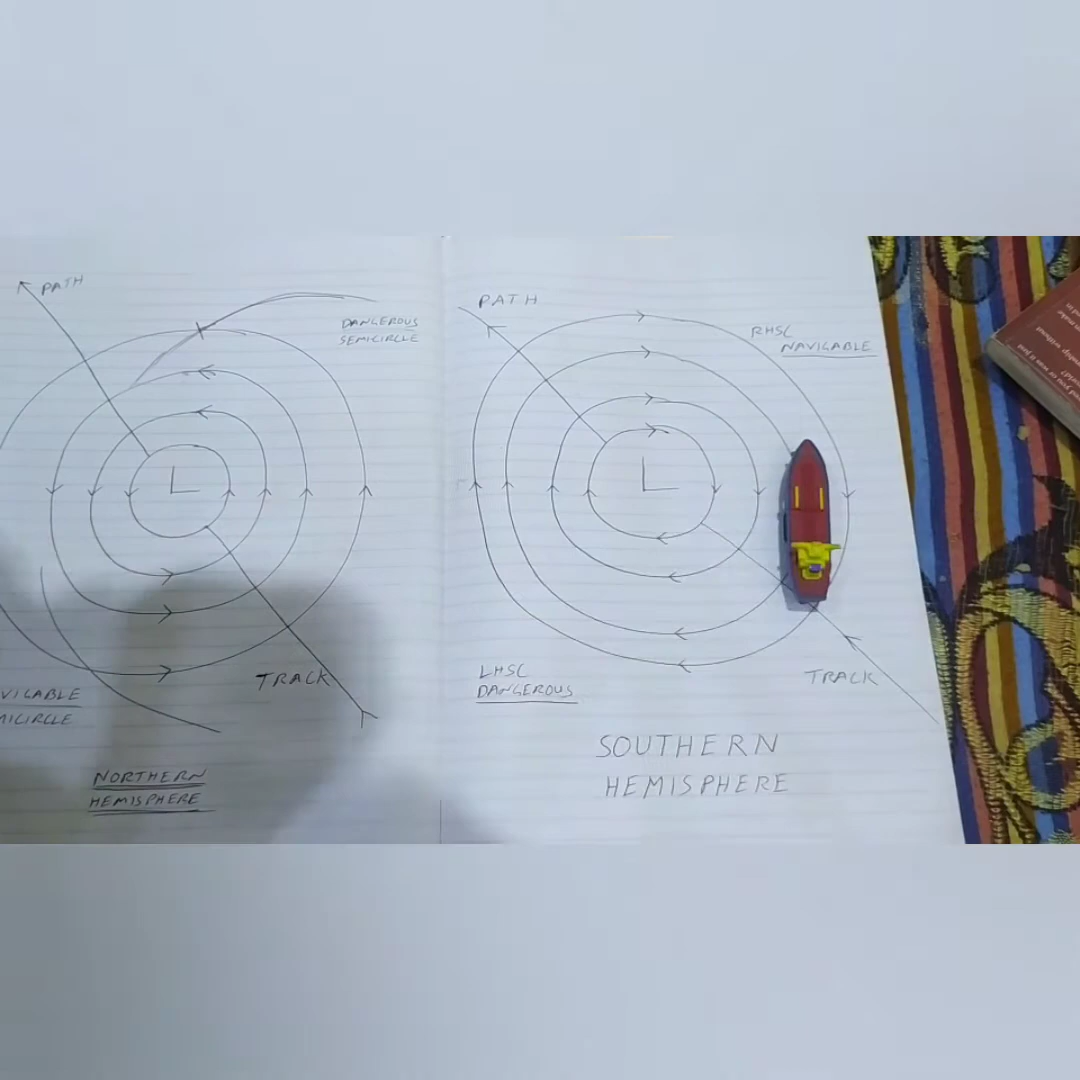 PATH
DANGEROUS
SEMICIRCLE
L
TRACK
VIGABLE
MICIRCLE
NORTHERN
HEMISPHERE
PATH
RHSC
NAVIGABLE
L
LHSC
DANGEROUS
TRACK
SOUTHERN
HEMISPHERE